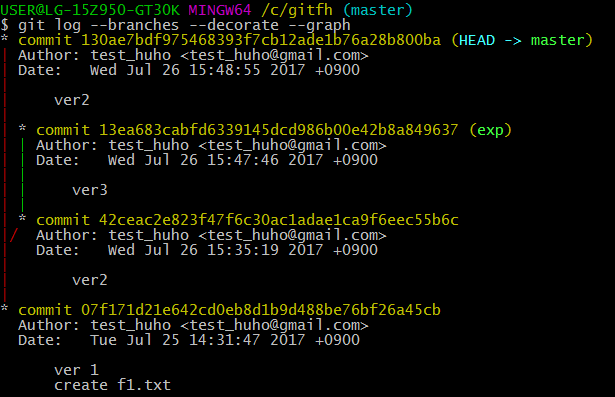 USER@LG-15Z950-GT30K MINGW64 /c/gitfh (master)
$ git log --branches --decorate --graph
* commit 130ae7bdf975468393f7cb12ade1b76a28b800ba (HEAD -> master)
| Author: test_huho <test_huho@gmail.com>
| Date:   Wed Jul 26 15:48:55 2017 +0900
|
|     ver2
|
| * commit 13ea683cabfd6339145dcd986b00e42b8a849637 (exp)
| | Author: test_huho <test_huho@gmail.com>
| | Date:   Wed Jul 26 15:47:46 2017 +0900
| |
| |     ver3
| |
| * commit 42ceac2e823f47f6c30ac1adae1ca9f6eec55b6c
|/  Author: test_huho <test_huho@gmail.com>
|   Date:   Wed Jul 26 15:35:19 2017 +0900
|
|       ver2
|
* commit 07f171d21e642cd0eb8d1b9d488be76bf26a45cb
  Author: test_huho <test_huho@gmail.com>
  Date:   Tue Jul 25 14:31:47 2017 +0900

      ver 1
      create f1.txt